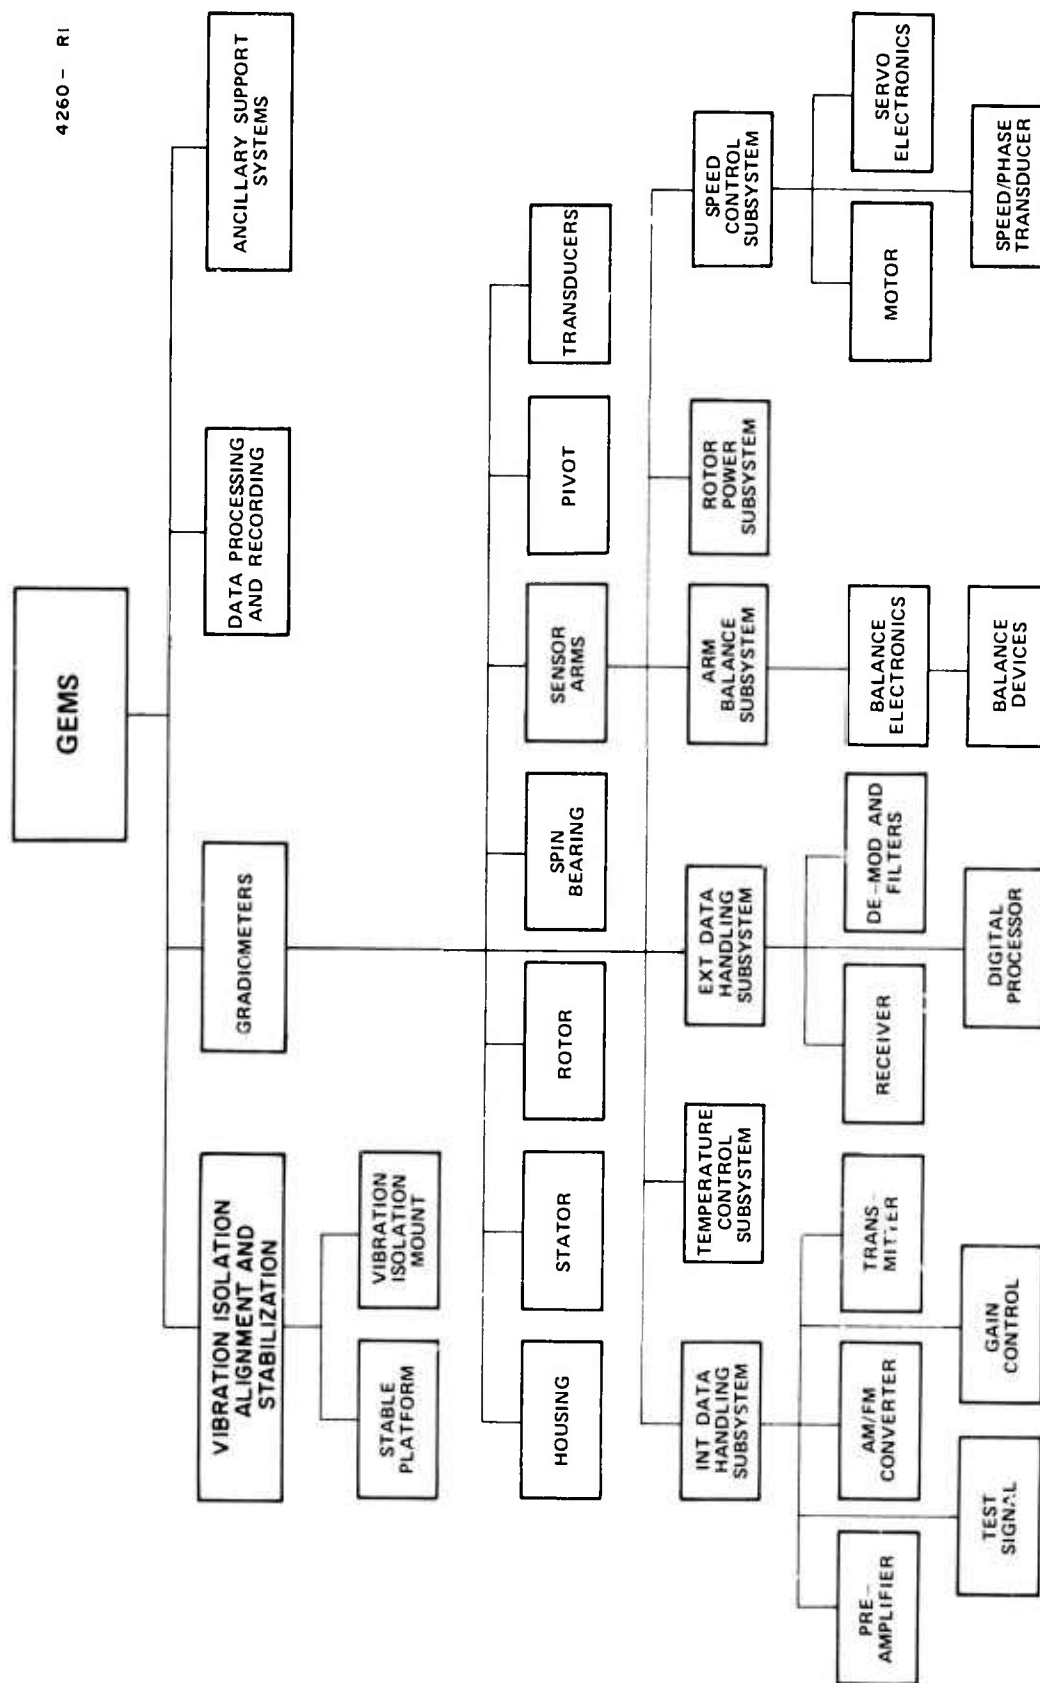 4260 - R1
GEMS
VIBRATION ISOLATION
ALIGNMENT AND
STABILIZATION
GRADIOMETERS
DATA PROCESSING
AND RECORDING
ANCILLARY SUPPORT
SYSTEMS
STABLE
PLATFORM
VIBRATION
ISOLATION
MOUNT
HOUSING
STATOR
ROTOR
SPIN
BEARING
SENSOR
ARMS
PIVOT
TRANSDUCERS
INT DATA
HANDLING
SUBSYSTEM
TEMPERATURE
CONTROL
SUBSYSTEM
EXT DATA
HANDLING
SUBSYSTEM
ARM
BALANCE
SUBSYSTEM
ROTOR
POWER
SUBSYSTEM
SPEED
CONTROL
SUBSYSTEM
PRE-
AMPLIFIER
AM/FM
CONVERTER
TRANS-
MITTER
RECEIVER
DE-MOD AND
FILTERS
BALANCE
ELECTRONICS
MOTOR
SERVO
ELECTRONICS
TEST
SIGNAL
GAIN
CONTROL
DIGITAL
PROCESSOR
BALANCE
DEVICES
SPEED/PHASE
TRANSDUCER